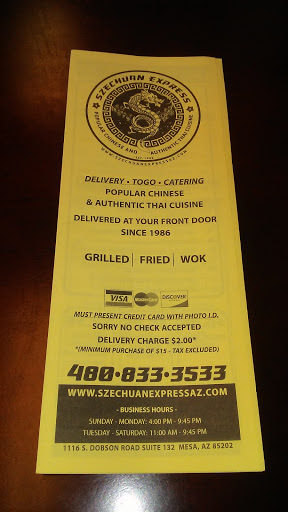 SZECHUAN EXPRESS
POPULAR CHINESE AND AUTHENTIC THAI CUISINE
WWW.SZECHUANEXPRESSAZ.COM
DELIVERY • TOGO • CATERING
POPULAR CHINESE
& AUTHENTIC THAI CUISINE
DELIVERED AT YOUR FRONT DOOR
SINCE 1986
GRILLED | FRIED | WOK
VISA MasterCard DISCOVER
MUST PRESENT CREDIT CARD WITH PHOTO I.D.
SORRY NO CHECK ACCEPTED
DELIVERY CHARGE $2.00*
*(MINIMUM PURCHASE OF $15 - TAX EXCLUDED)
480·833·3533
WWW.SZECHUANEXPRESSAZ.COM
- BUSINESS HOURS -
SUNDAY - MONDAY: 4:00 PM - 9:45 PM
TUESDAY - SATURDAY: 11:00 AM - 9:45 PM
1116 S. DOBSON ROAD SUITE 132 MESA, AZ 85202